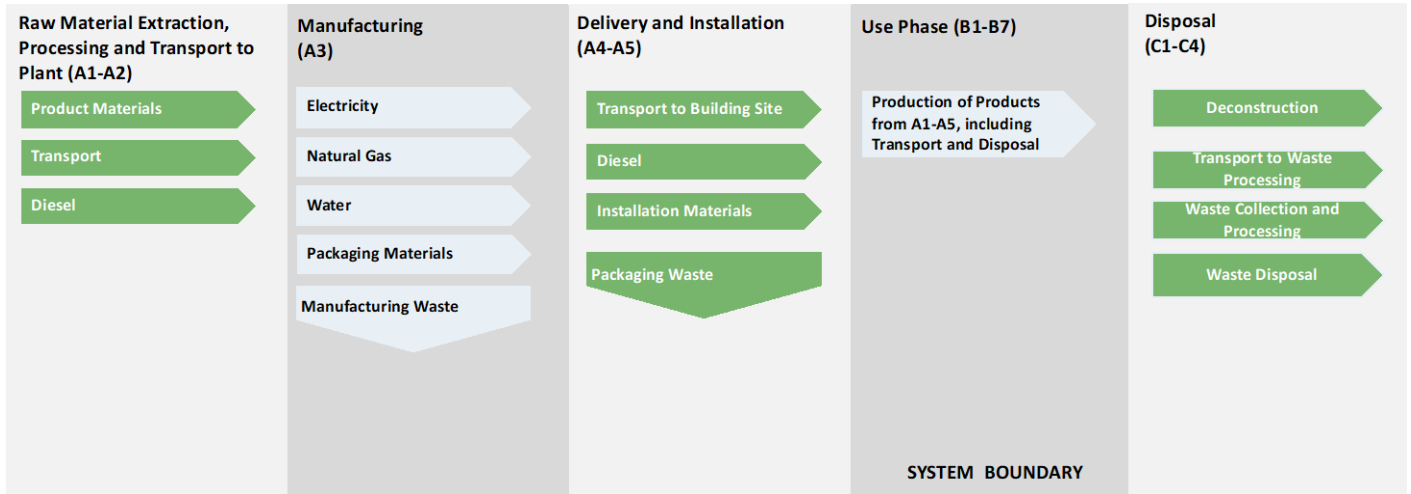 Raw Material Extraction,
Processing and Transport to
Plant (A1-A2)
Product Materials
Transport
Diesel
Manufacturing
(A3)
Electricity
Natural Gas
Water
Packaging Materials
Manufacturing Waste
Delivery and Installation
(A4-A5)
Transport to Building Site
Diesel
Installation Materials
Packaging Waste
Use Phase (B1-B7)
Production of Products
from A1-A5, including
Transport and Disposal
SYSTEM BOUNDARY
Disposal
(C1-C4)
Deconstruction
Transport to Waste
Processing
Waste Collection and
Processing
Waste Disposal